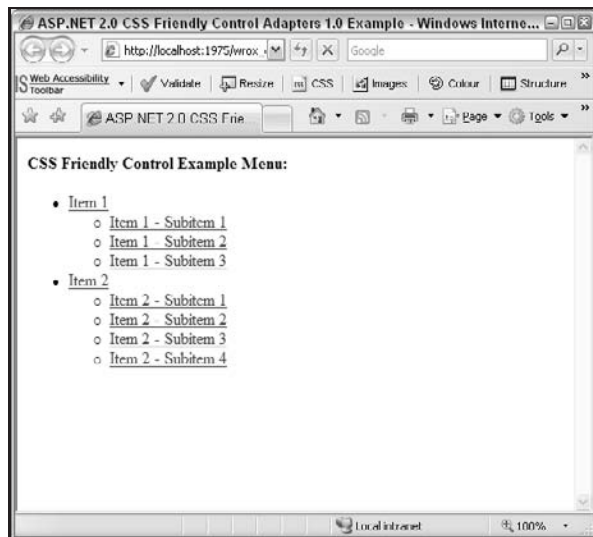 ASP.NET 2.0 CSS Friendly Control Adapters 1.0 Example - Windows Interne...
http://localhost:1975/wrox_
Google
Web Accessibility Toolbar
Validate
Resize
CSS
Images
Colour
Structure
»
ASP.NET 2.0 CSS Frie
Page
Tools
»
CSS Friendly Control Example Menu:
Item 1
Item 1 - Subitem 1
Item 1 - Subitem 2
Item 1 - Subitem 3
Item 2
Item 2 - Subitem 1
Item 2 - Subitem 2
Item 2 - Subitem 3
Item 2 - Subitem 4
Local intranet
100%